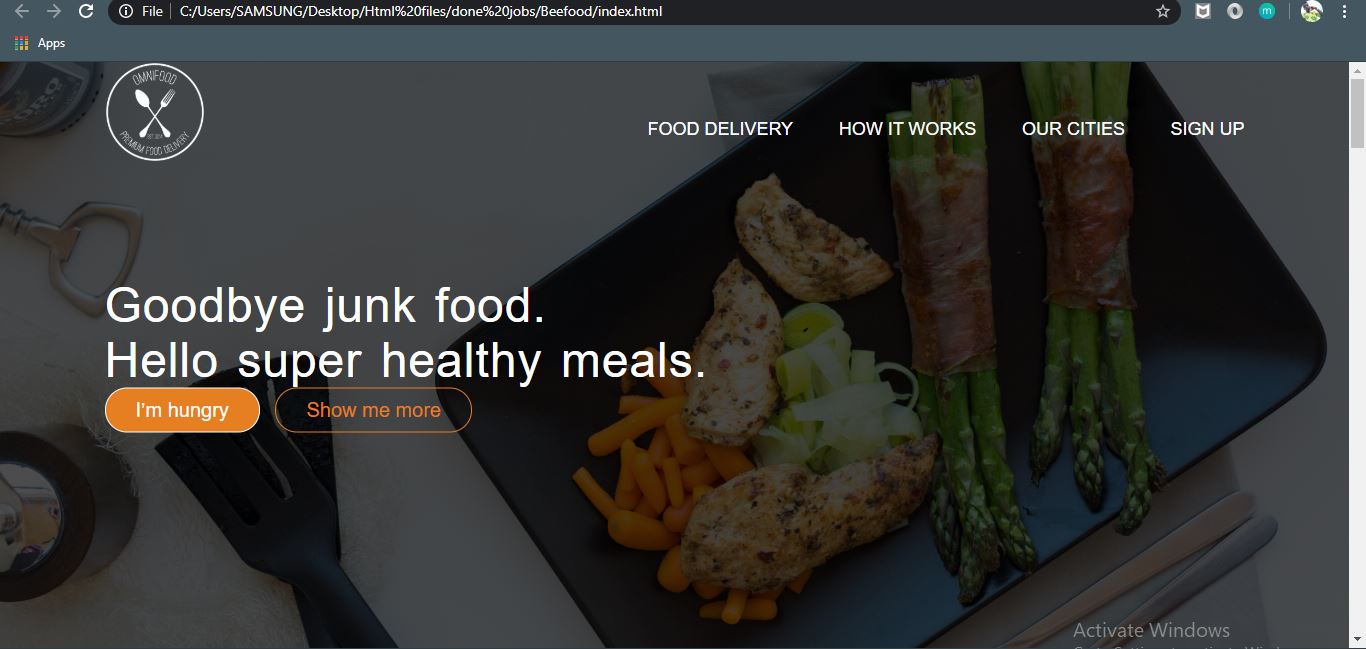 File C:/Users/SAMSUNG/Desktop/Html%20files/done%20jobs/Beefood/index.html
m
Apps
OMNIFOOD
EST. 2014
PREMIUM FOOD DELIVERY
FOOD DELIVERY HOW IT WORKS OUR CITIES SIGN UP
Goodbye junk food.
Hello super healthy meals.
I'm hungry Show me more
Activate Windows